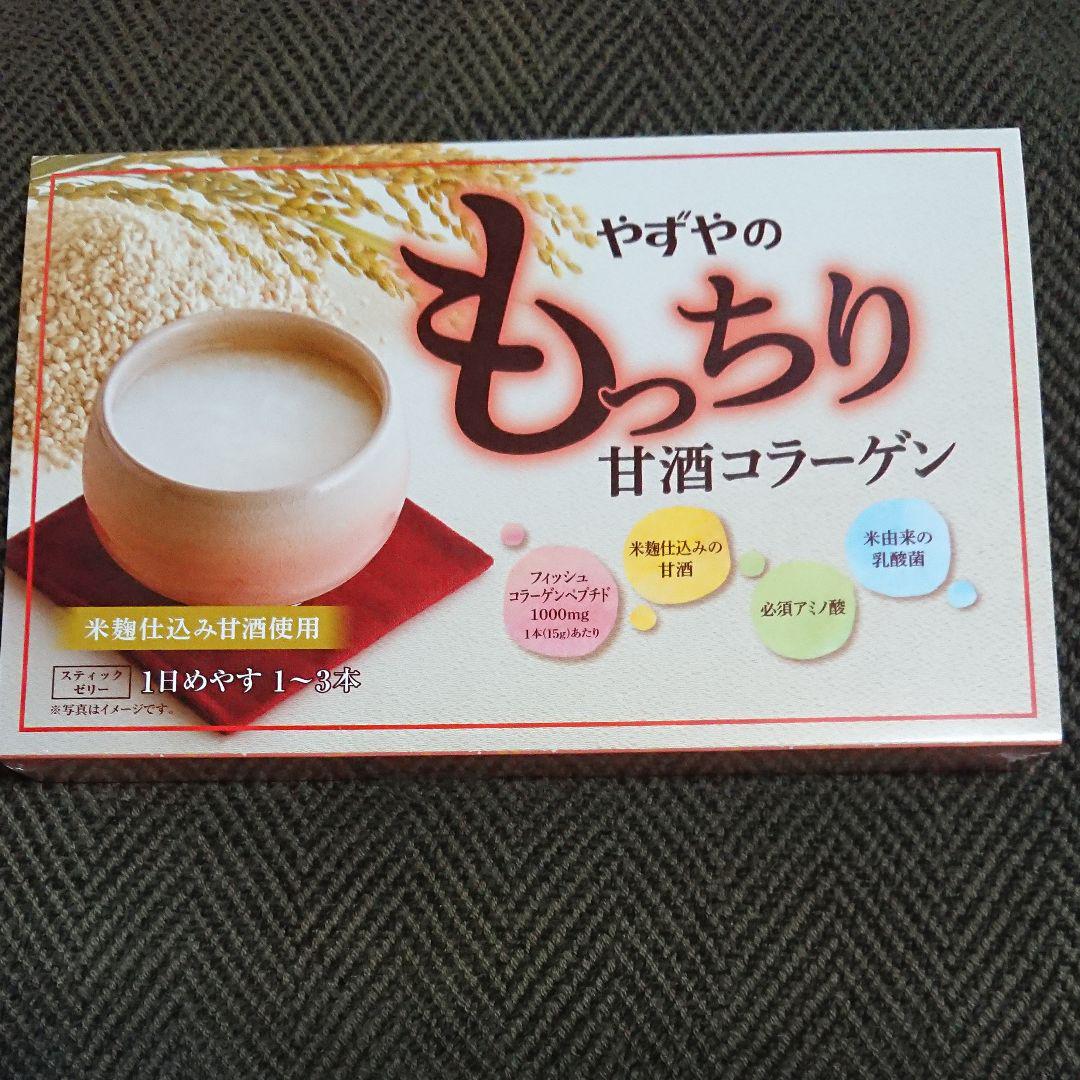 やずやの
もっちり
甘酒コラーゲン
フィッシュ
コラーゲンペプチド
1000mg
1本(15g)あたり
米麹仕込みの
甘酒
必須アミノ酸
米由来の
乳酸菌
米麹仕込み甘酒使用
スティック
ゼリー
1日めやす 1〜3本
※写真はイメージです。